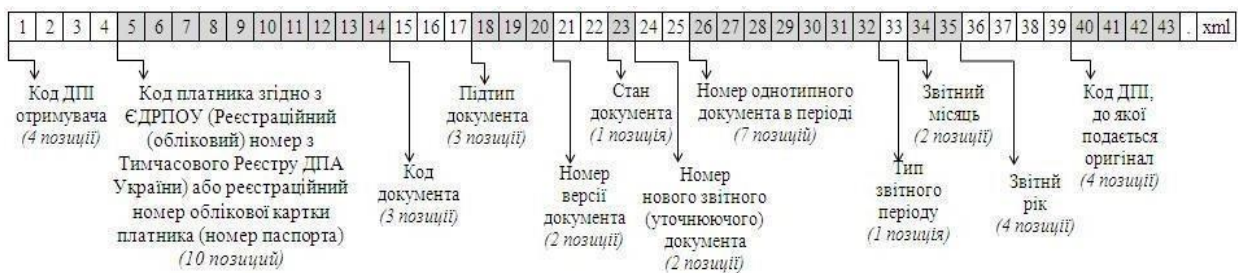 1 2 3 4 5 6 7 8 9 10 11 12 13 14 15 16 17 18 19 20 21 22 23 24 25 26 27 28 29 30 31 32 33 34 35 36 37 38 39 40 41 42 43 . xml
Код ДПІ
отримувача
(4 позиції)
Код платника згідно з
ЄДРПОУ (Реєстраційний
(обліковий) номер з
Тимчасового Реєстру ДПА
України) або реєстраційний
номер облікової картки
платника (номер паспорта)
(10 позиций)
Код
документа
(3 позиції)
Підтип
документа
(3 позиції)
Номер
версії
документа
(2 позиції)
Стан
документа
(1 позиція)
Номер
нового звітного
(уточнюючого)
документа
(2 позиції)
Номер однотипного
документа в періоді
(7 позицій)
Тип
звітного
періоду
(1 позиція)
Звітний
місяць
(2 позиції)
Звітнй
рік
(4 позиції)
Код ДПІ,
до якої
подається
оригінал
(4 позиції)